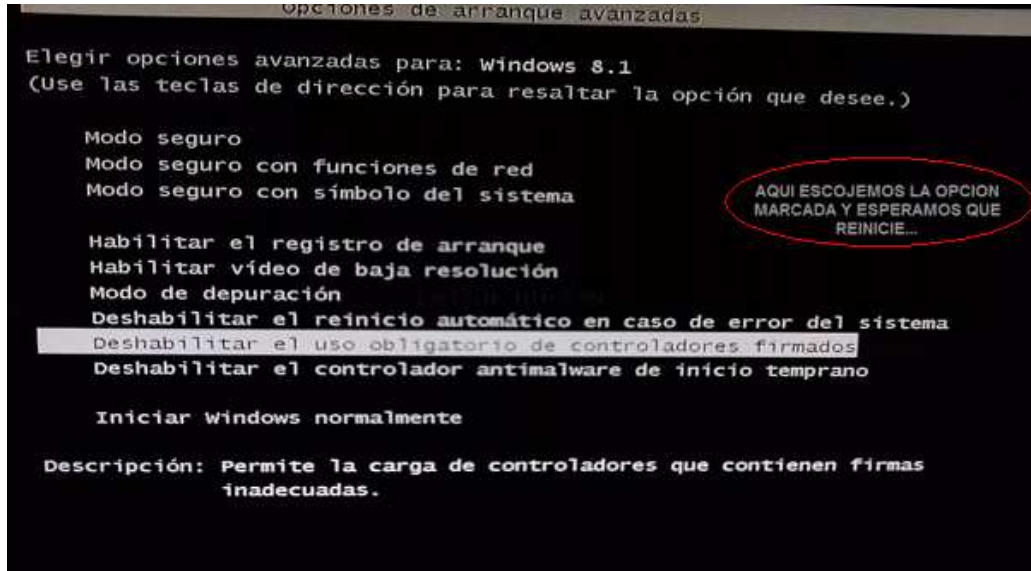 Opciones de arranque avanzadas
Elegir opciones avanzadas para: Windows 8.1
(Use las teclas de dirección para resaltar la opción que desee.)
Modo seguro
Modo seguro con funciones de red
Modo seguro con símbolo del sistema
AQUI ESCOJEMOS LA OPCION
MARCADA Y ESPERAMOS QUE
REINICIE...
Habilitar el registro de arranque
Habilitar vídeo de baja resolución
Modo de depuración
Deshabilitar el reinicio automático en caso de error del sistema
Deshabilitar el uso obligatorio de controladores firmados
Deshabilitar el controlador antimalware de inicio temprano
Iniciar Windows normalmente
Descripción: Permite la carga de controladores que contienen firmas
inadecuadas.